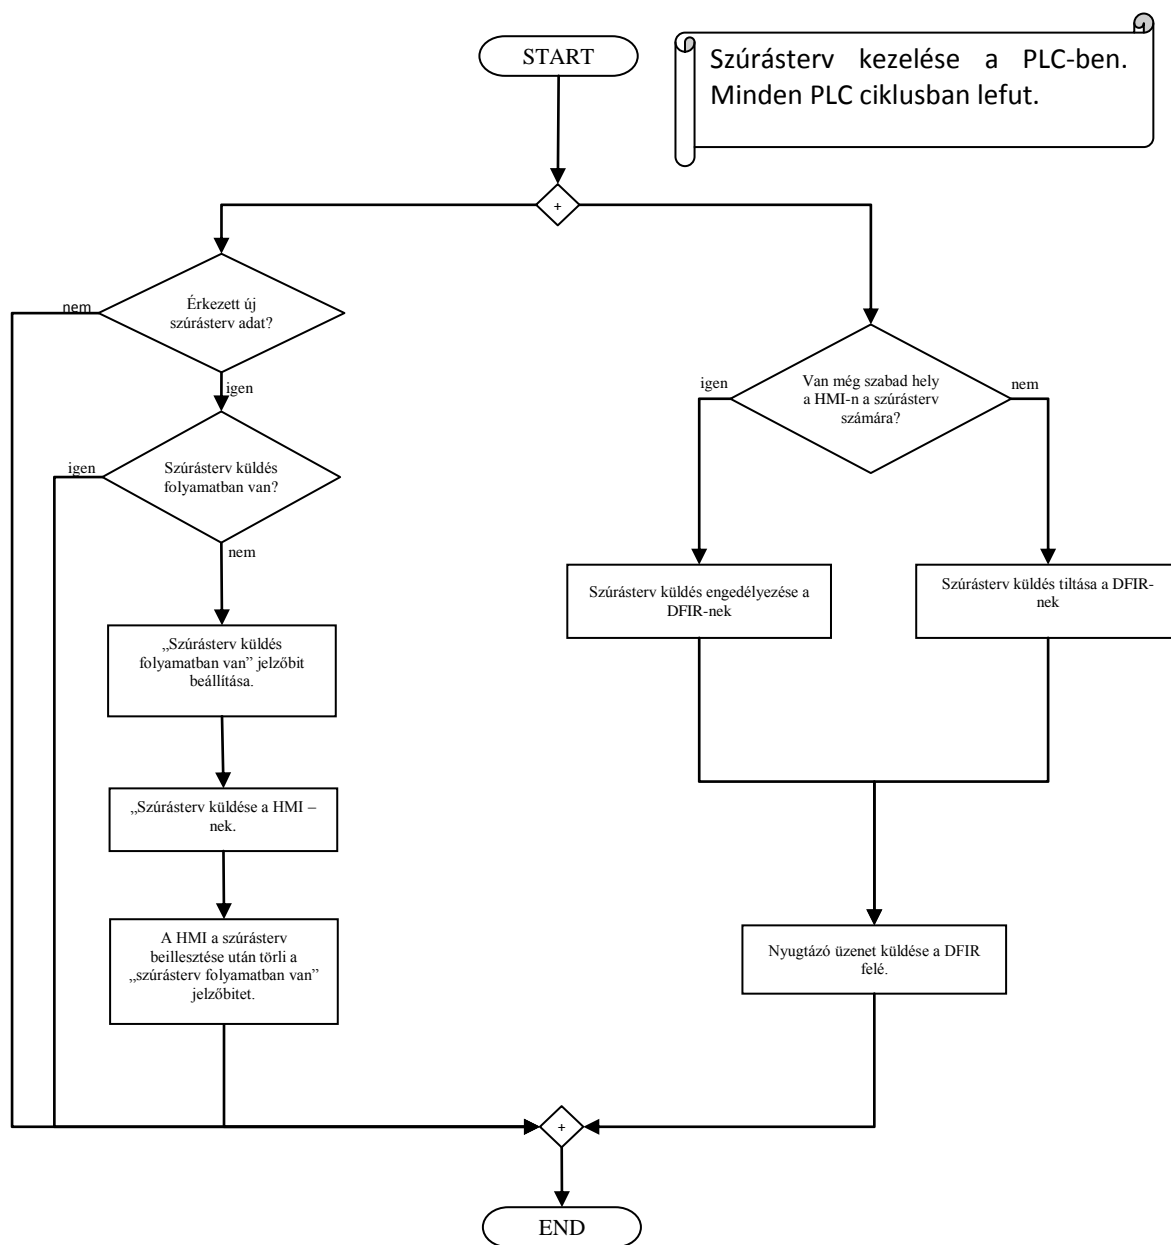 START
Szúrásterv kezelése a PLC-ben.
Minden PLC ciklusban lefut.
+
Érkezett új
szúrásterv adat?
nem
igen
Szúrásterv küldés
folyamatban van?
igen
nem
„Szúrásterv küldés
folyamatban van” jelzőbit
beállítása.
„Szúrásterv küldése a HMI –
nek.
A HMI a szúrásterv
beillesztése után törli a
„szúrásterv folyamatban van”
jelzőbitet.
Van még szabad hely
a HMI-n a szúrásterv
számára?
igen
nem
Szúrásterv küldés engedélyezése a
DFIR-nek
Szúrásterv küldés tiltása a DFIR-
nek
Nyugtázó üzenet küldése a DFIR
felé.
+
END